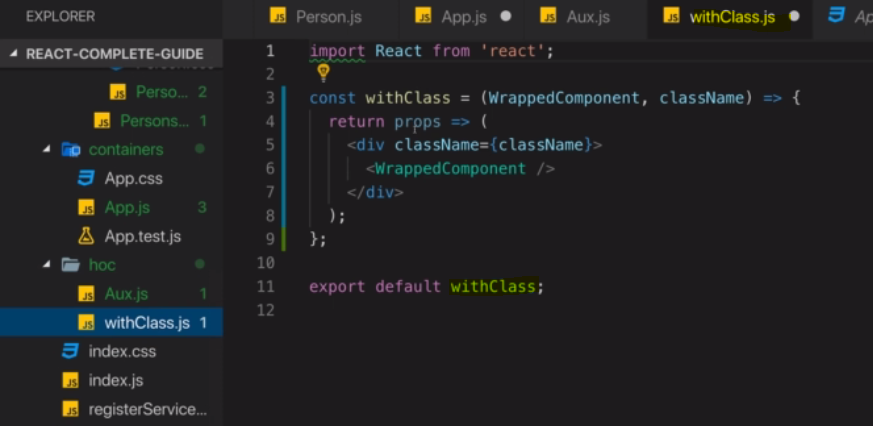 EXPLORER
Person.js
App.js
Aux.js
withClass.js
Ap
REACT-COMPLETE-GUIDE
Perso... 2
Persons... 1
containers
App.css
App.js 3
App.test.js
hoc
Aux.js 1
withClass.js 1
index.css
index.js
registerService...
1 import React from 'react';
2
3 const withClass = (WrappedComponent, className) => {
4 return props => (
5 <div className={className}>
6 <WrappedComponent />
7 </div>
8 );
9 };
10
11 export default withClass;
12